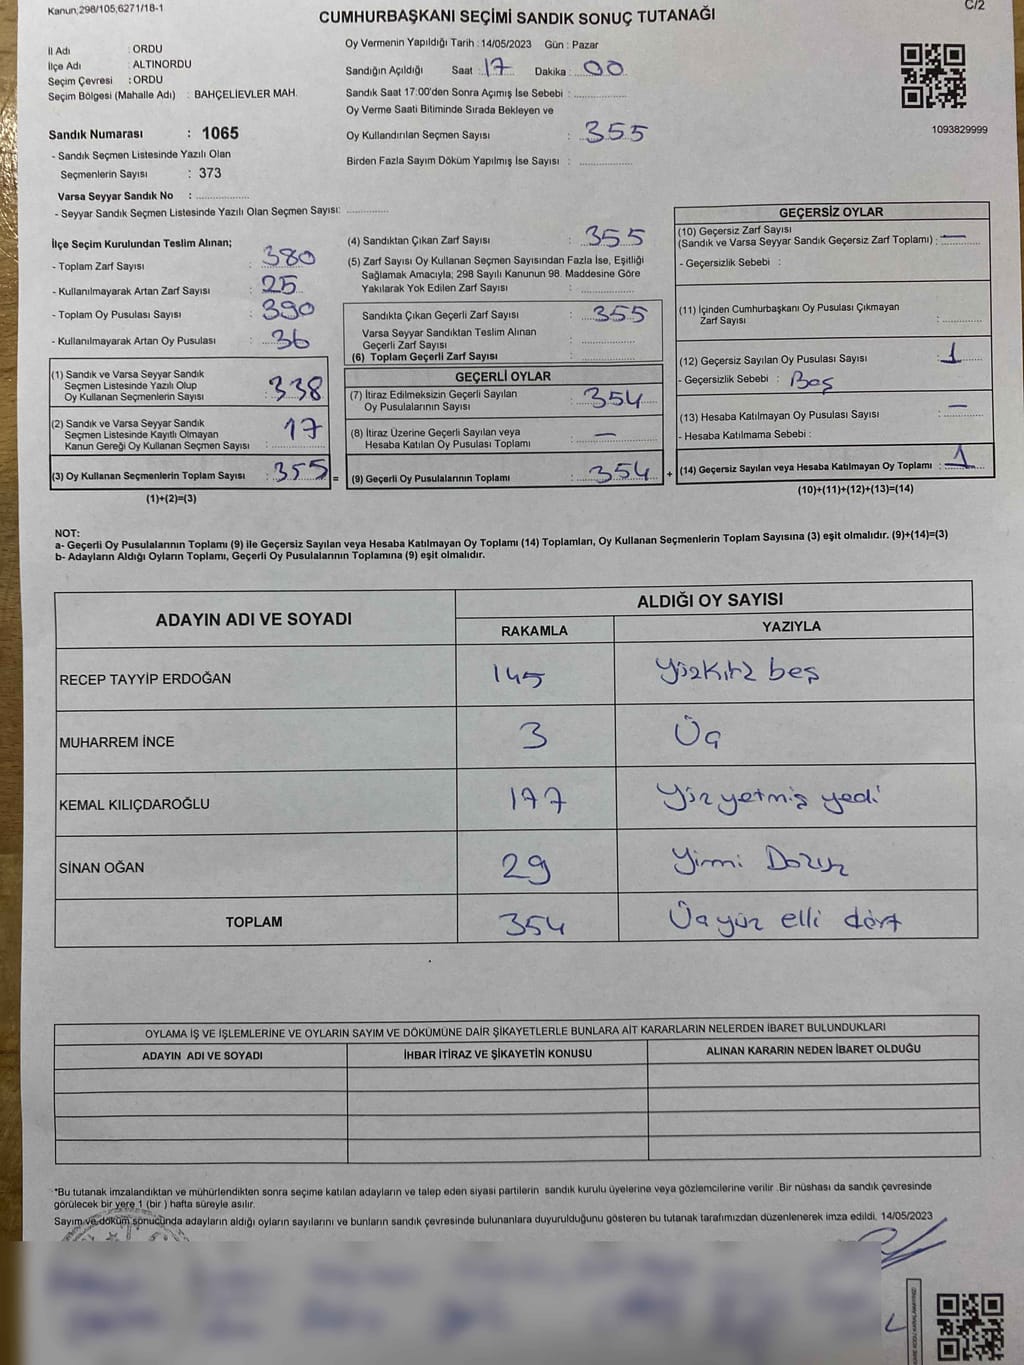 Kanun,298/105,6271/18-1
C/2
CUMHURBAŞKANI SEÇİMİ SANDIK SONUÇ TUTANAĞI
İl Adı : ORDU
İlçe Adı : ALTINORDU
Seçim Çevresi : ORDU
Seçim Bölgesi (Mahalle Adı) : BAHÇELİEVLER MAH.
Oy Vermenin Yapıldığı Tarih : 14/05/2023 Gün : Pazar
Sandığın Açıldığı Saat : 17 Dakika : 00
Sandık Saat 17:00'den Sonra Açımış İse Sebebi :
Oy Verme Saati Bitiminde Sırada Bekleyen ve
Oy Kullandırılan Seçmen Sayısı : 355
Birden Fazla Sayım Döküm Yapılmış İse Sayısı :
1093829999
Sandık Numarası : 1065
- Sandık Seçmen Listesinde Yazılı Olan
Seçmenlerin Sayısı : 373
Varsa Seyyar Sandık No :
- Seyyar Sandık Seçmen Listesinde Yazılı Olan Seçmen Sayısı:
İlçe Seçim Kurulundan Teslim Alınan;
- Toplam Zarf Sayısı : 380
- Kullanılmayarak Artan Zarf Sayısı : 25
- Toplam Oy Pusulası Sayısı : 390
- Kullanılmayarak Artan Oy Pusulası : 36
(1) Sandık ve Varsa Seyyar Sandık
Seçmen Listesinde Yazılı Olup
Oy Kullanan Seçmenlerin Sayısı : 338
(2) Sandık ve Varsa Seyyar Sandık
Seçmen Listesinde Kayıtlı Olmayan
Kanun Gereği Oy Kullanan Seçmen Sayısı : 17
(3) Oy Kullanan Seçmenlerin Toplam Sayısı : 355
(1)+(2)=(3)
=
(4) Sandıktan Çıkan Zarf Sayısı : 355
(5) Zarf Sayısı Oy Kullanan Seçmen Sayısından Fazla İse, Eşitliği
Sağlamak Amacıyla; 298 Sayılı Kanunun 98. Maddesine Göre
Yakılarak Yok Edilen Zarf Sayısı :
Sandıkta Çıkan Geçerli Zarf Sayısı : 355
Varsa Seyyar Sandıktan Teslim Alınan
Geçerli Zarf Sayısı :
(6) Toplam Geçerli Zarf Sayısı :
GEÇERLİ OYLAR
(7) İtiraz Edilmeksizin Geçerli Sayılan
Oy Pusulalarının Sayısı : 354
(8) İtiraz Üzerine Geçerli Sayılan veya
Hesaba Katılan Oy Pusulası Toplamı : –
(9) Geçerli Oy Pusulalarının Toplamı : 354
+
GEÇERSİZ OYLAR
(10) Geçersiz Zarf Sayısı
(Sandık ve Varsa Seyyar Sandık Geçersiz Zarf Toplamı) : –
- Geçersizlik Sebebi :
(11) İçinden Cumhurbaşkanı Oy Pusulası Çıkmayan
Zarf Sayısı :
(12) Geçersiz Sayılan Oy Pusulası Sayısı : 1
- Geçersizlik Sebebi : Boş
(13) Hesaba Katılmayan Oy Pusulası Sayısı : –
- Hesaba Katılmama Sebebi :
(14) Geçersiz Sayılan veya Hesaba Katılmayan Oy Toplamı : 1
(10)+(11)+(12)+(13)=(14)
NOT:
a- Geçerli Oy Pusulalarının Toplamı (9) ile Geçersiz Sayılan veya Hesaba Katılmayan Oy Toplamı (14) Toplamları, Oy Kullanan Seçmenlerin Toplam Sayısına (3) eşit olmalıdır. (9)+(14)=(3)
b- Adayların Aldığı Oyların Toplamı, Geçerli Oy Pusulalarının Toplamına (9) eşit olmalıdır.
ADAYIN ADI VE SOYADI
ALDIĞI OY SAYISI
RAKAMLA YAZIYLA
RECEP TAYYİP ERDOĞAN 145 Yüzkırk beş
MUHARREM İNCE 3 Üç
KEMAL KILIÇDAROĞLU 177 Yüz yetmiş yedi
SİNAN OĞAN 29 Yirmi Dokuz
TOPLAM 354 Üçyüz elli dört
OYLAMA İŞ VE İŞLEMLERİNE VE OYLARIN SAYIM VE DÖKÜMÜNE DAİR ŞİKAYETLERLE BUNLARA AİT KARARLARIN NELERDEN İBARET BULUNDUKLARI
ADAYIN ADI VE SOYADI İHBAR İTİRAZ VE ŞİKAYETİN KONUSU ALINAN KARARIN NEDEN İBARET OLDUĞU
*Bu tutanak imzalandıktan ve mühürlendikten sonra seçime katılan adayların ve talep eden siyasi partilerin sandık kurulu üyelerine veya gözlemcilerine verilir .Bir nüshası da sandık çevresinde
görülecek bir yere 1 (bir ) hafta süreyle asılır.
Sayım ve döküm sonucunda adayların aldığı oyların sayılarını ve bunların sandık çevresinde bulunanlara duyurulduğunu gösteren bu tutanak tarafımızdan düzenlenerek imza edildi. 14/05/2023